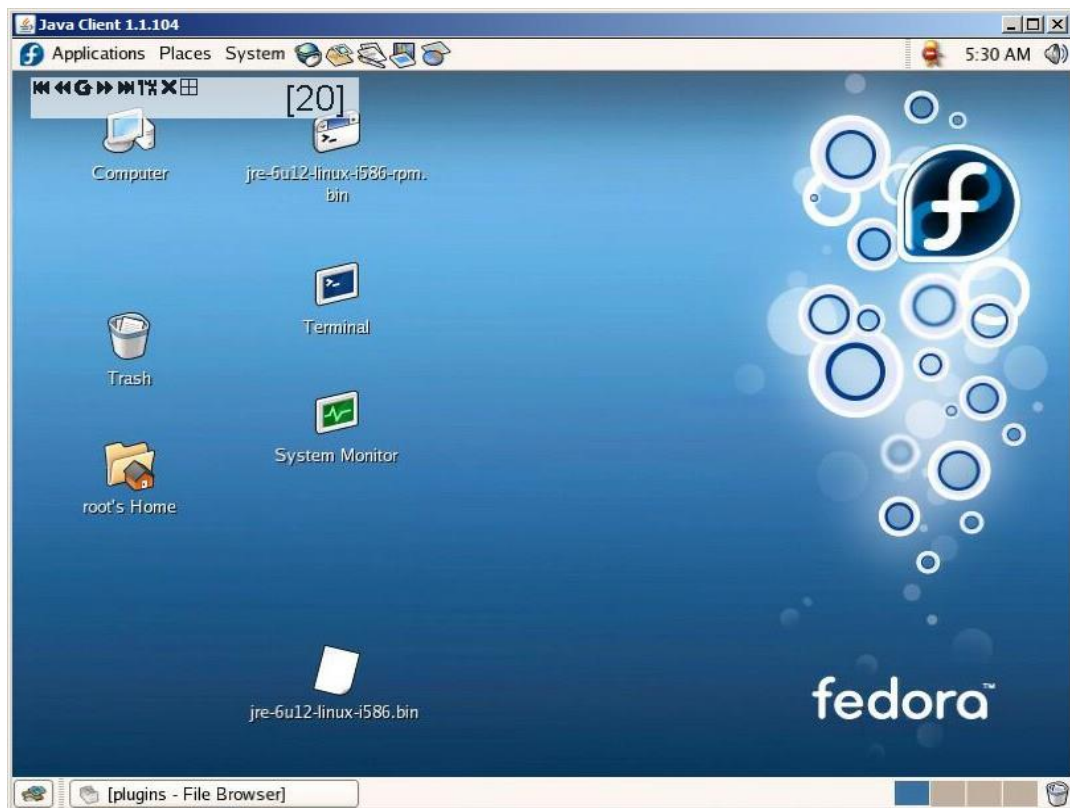 Java Client 1.1.104
Applications Places System
5:30 AM
[20]
Computer
jre-6u12-linux-i586-rpm.
bin
Terminal
Trash
System Monitor
root's Home
jre-6u12-linux-i586.bin
fedora™
[plugins - File Browser]